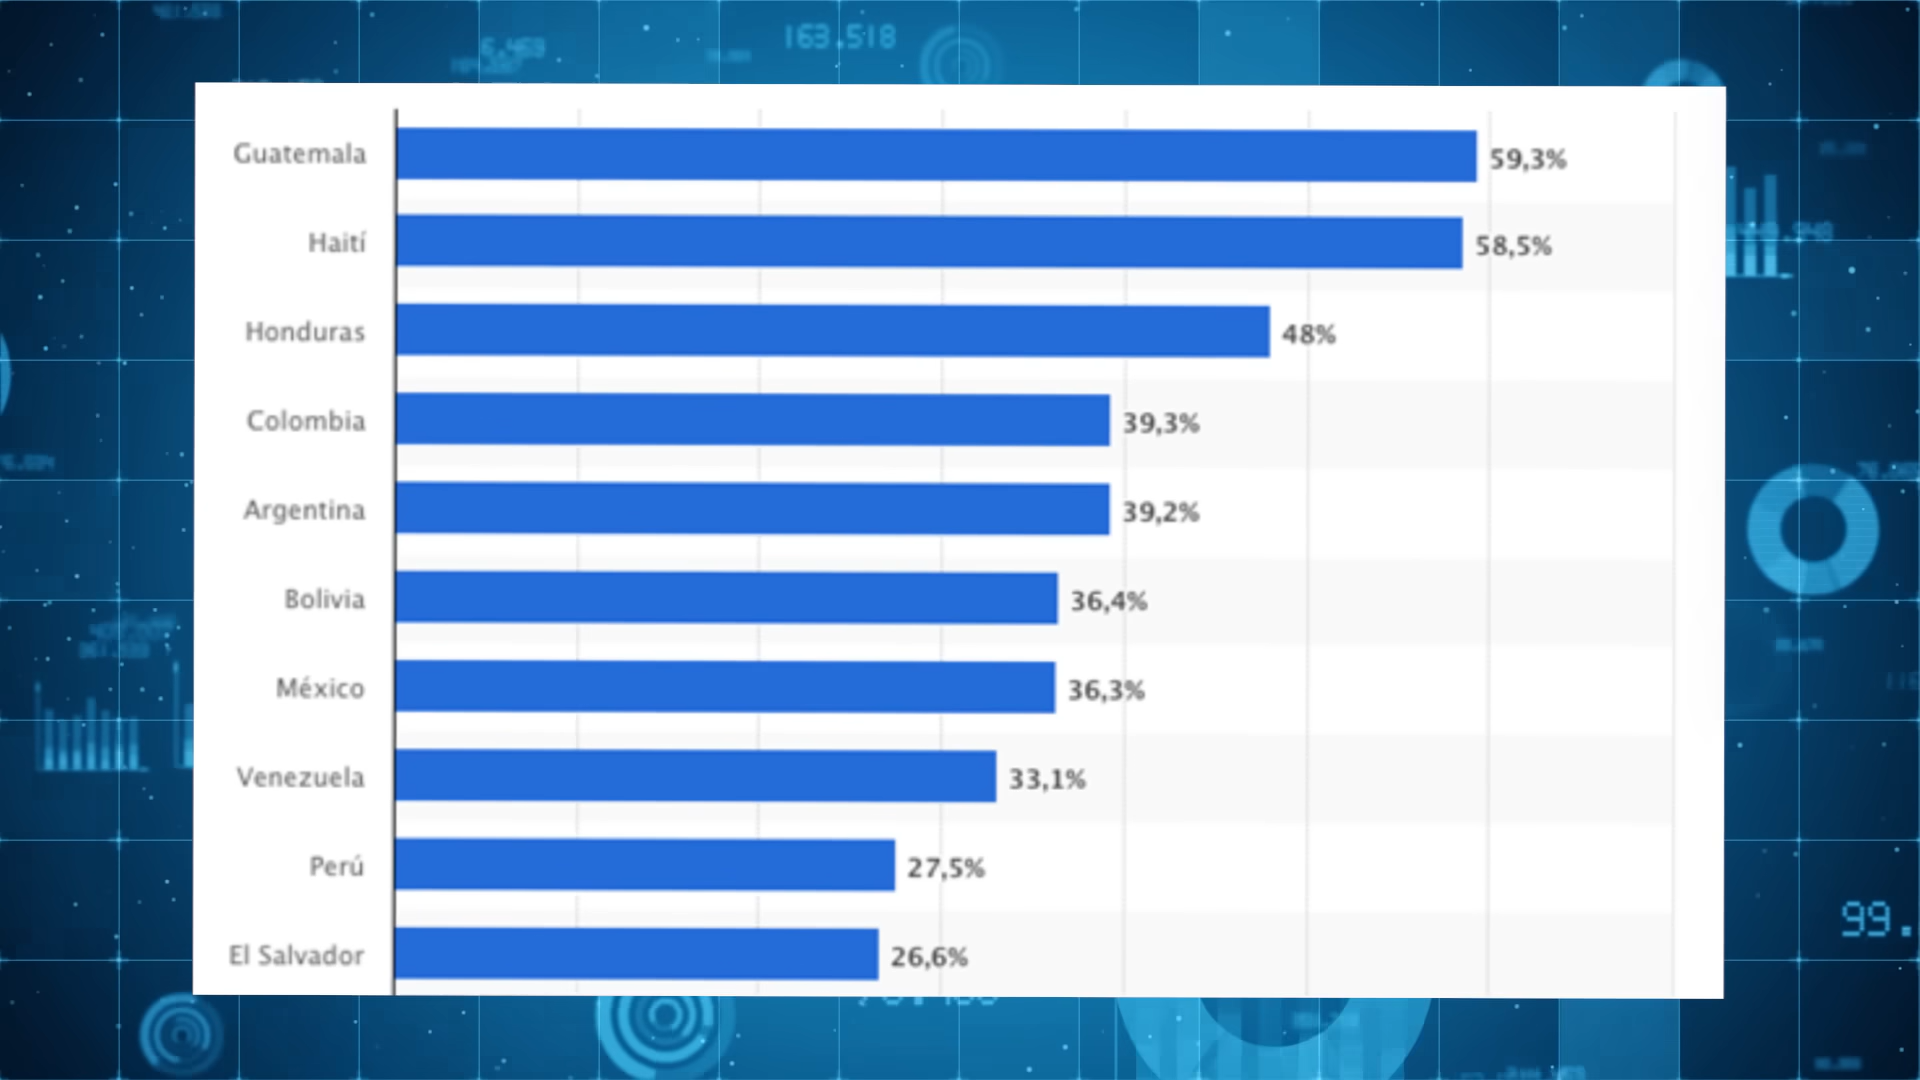 163.518
Guatemala 59,3%
Haití 58,5%
Honduras 48%
Colombia 39,3%
Argentina 39,2%
Bolivia 36,4%
México 36,3%
Venezuela 33,1%
Perú 27,5%
El Salvador 26,6%
99.